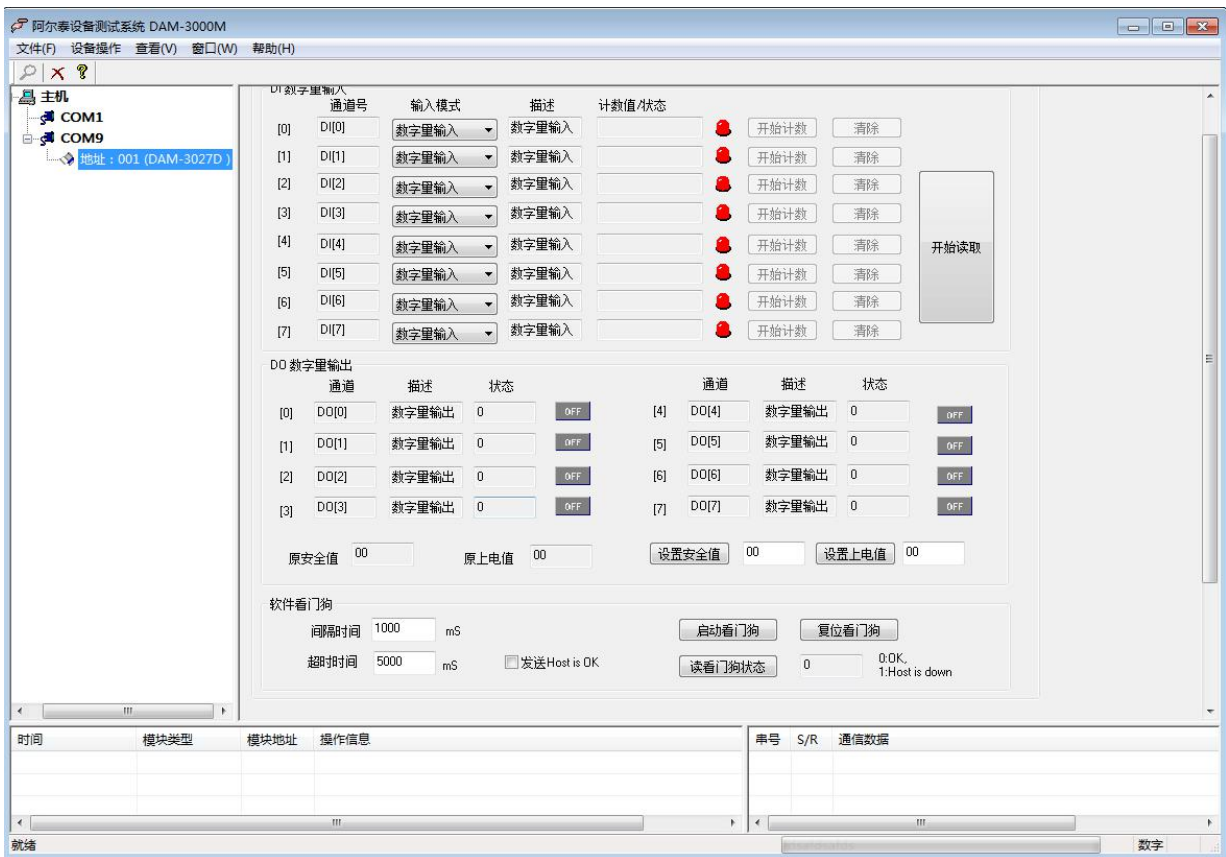 阿尔泰设备测试系统 DAM-3000M
文件(F) 设备操作 查看(V) 窗口(W) 帮助(H)
主机
COM1
COM9
地址：001 (DAM-3027D )
DI 数字量输入
通道号 输入模式 描述 计数值/状态
[0] DI[0] 数字量输入 数字量输入 开始计数 清除
[1] DI[1] 数字量输入 数字量输入 开始计数 清除
[2] DI[2] 数字量输入 数字量输入 开始计数 清除
[3] DI[3] 数字量输入 数字量输入 开始计数 清除
[4] DI[4] 数字量输入 数字量输入 开始计数 清除
开始读取
[5] DI[5] 数字量输入 数字量输入 开始计数 清除
[6] DI[6] 数字量输入 数字量输入 开始计数 清除
[7] DI[7] 数字量输入 数字量输入 开始计数 清除
DO 数字量输出
通道 描述 状态 通道 描述 状态
[0] DO[0] 数字量输出 0 OFF [4] DO[4] 数字量输出 0 OFF
[1] DO[1] 数字量输出 0 OFF [5] DO[5] 数字量输出 0 OFF
[2] DO[2] 数字量输出 0 OFF [6] DO[6] 数字量输出 0 OFF
[3] DO[3] 数字量输出 0 OFF [7] DO[7] 数字量输出 0 OFF
原安全值 00 原上电值 00 设置安全值 00 设置上电值 00
软件看门狗
间隔时间 1000 mS 启动看门狗 复位看门狗
超时时间 5000 mS 发送Host is OK 读看门狗状态 0 0:OK,
1:Host is down
时间 模块类型 模块地址 操作信息 串号 S/R 通信数据
就绪 数字